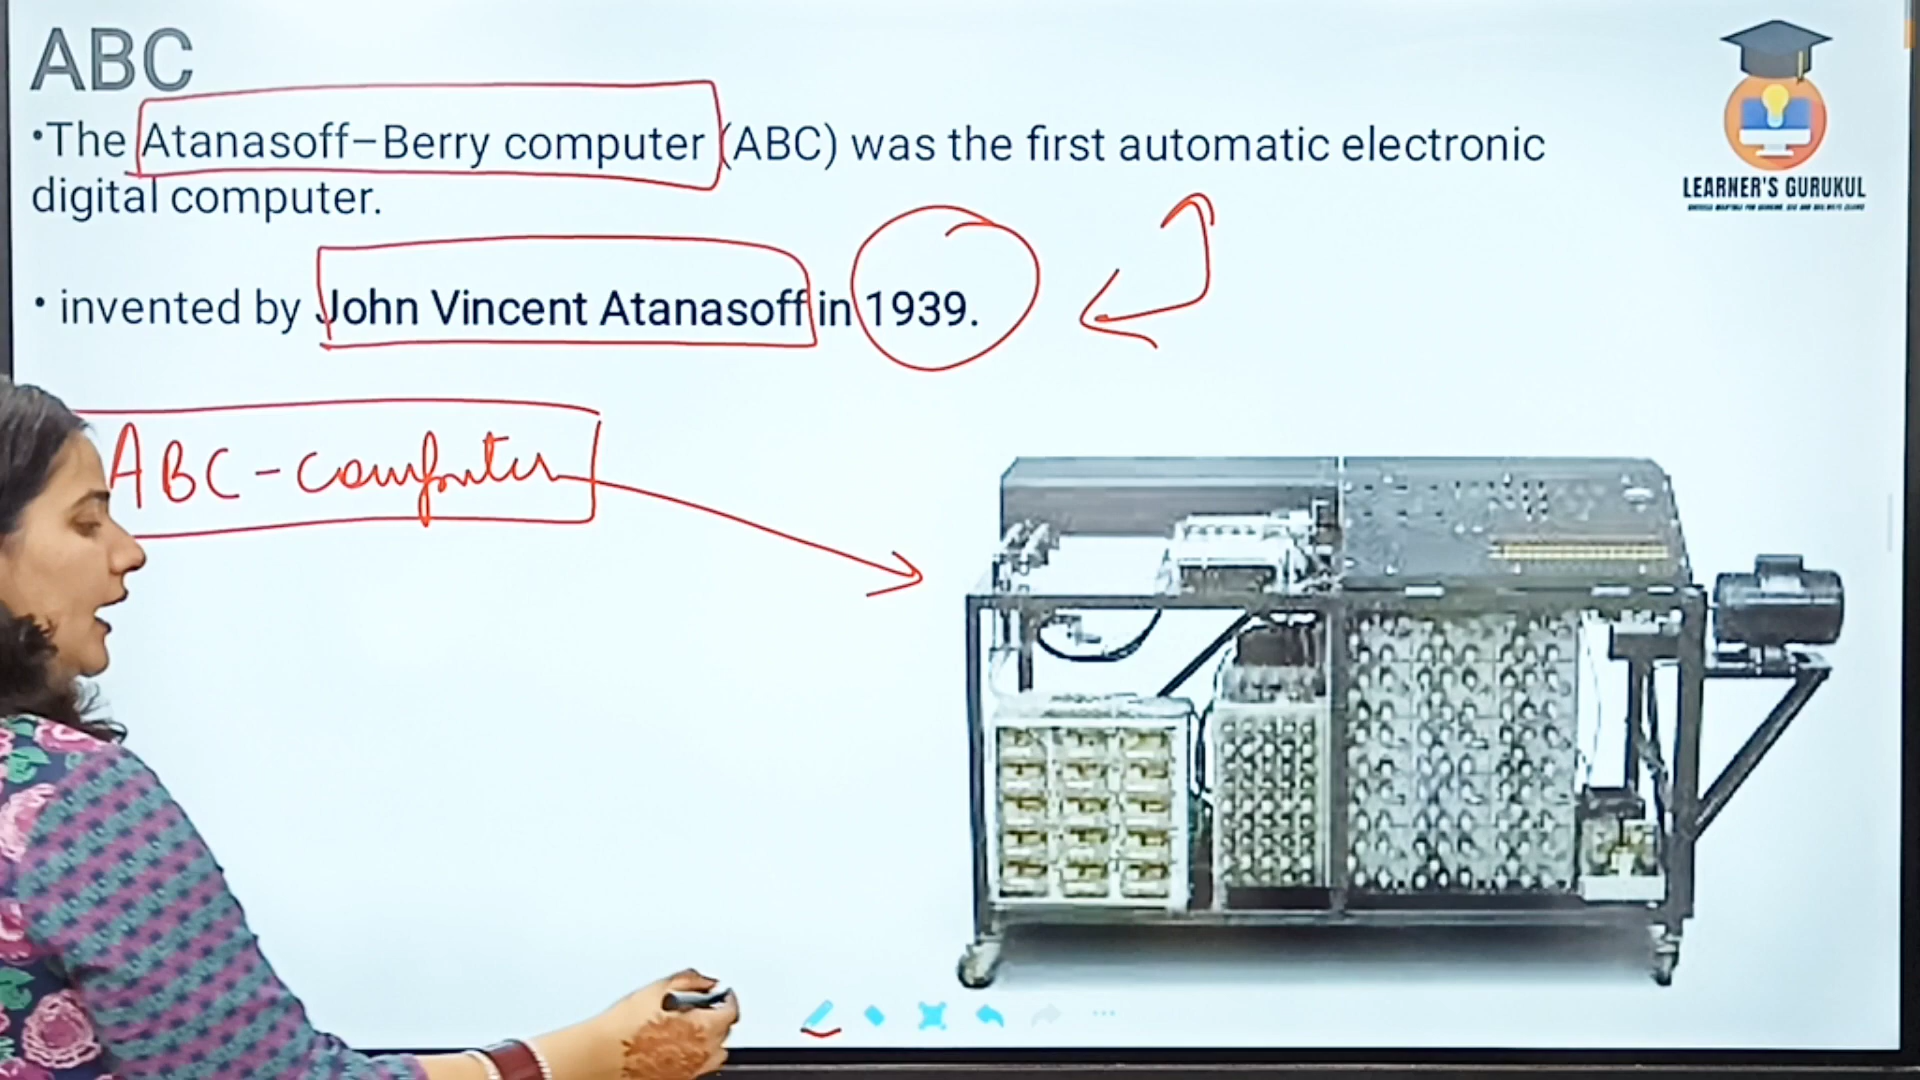 ABC
•The Atanasoff–Berry computer (ABC) was the first automatic electronic
digital computer.
• invented by John Vincent Atanasoff in 1939.
ABC - computer
LEARNER'S GURUKUL